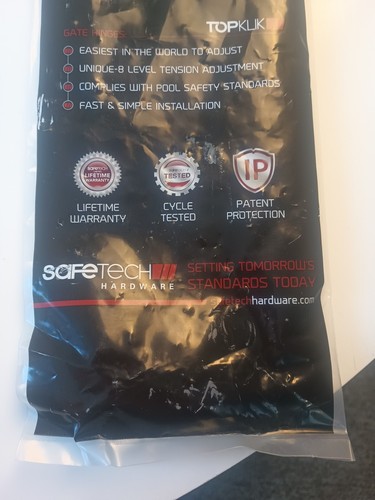 TOPKLIK
GATE HINGES
EASIEST IN THE WORLD TO ADJUST
UNIQUE-8 LEVEL TENSION ADJUSTMENT
COMPLIES WITH POOL SAFETY STANDARDS
FAST & SIMPLE INSTALLATION
LIFETIME
WARRANTY
TESTED
IP
LIFETIME
WARRANTY
CYCLE
TESTED
PATENT
PROTECTION
safeTECH
HARDWARE
SETTING TOMORROW'S
STANDARDS TODAY
techhardware.com